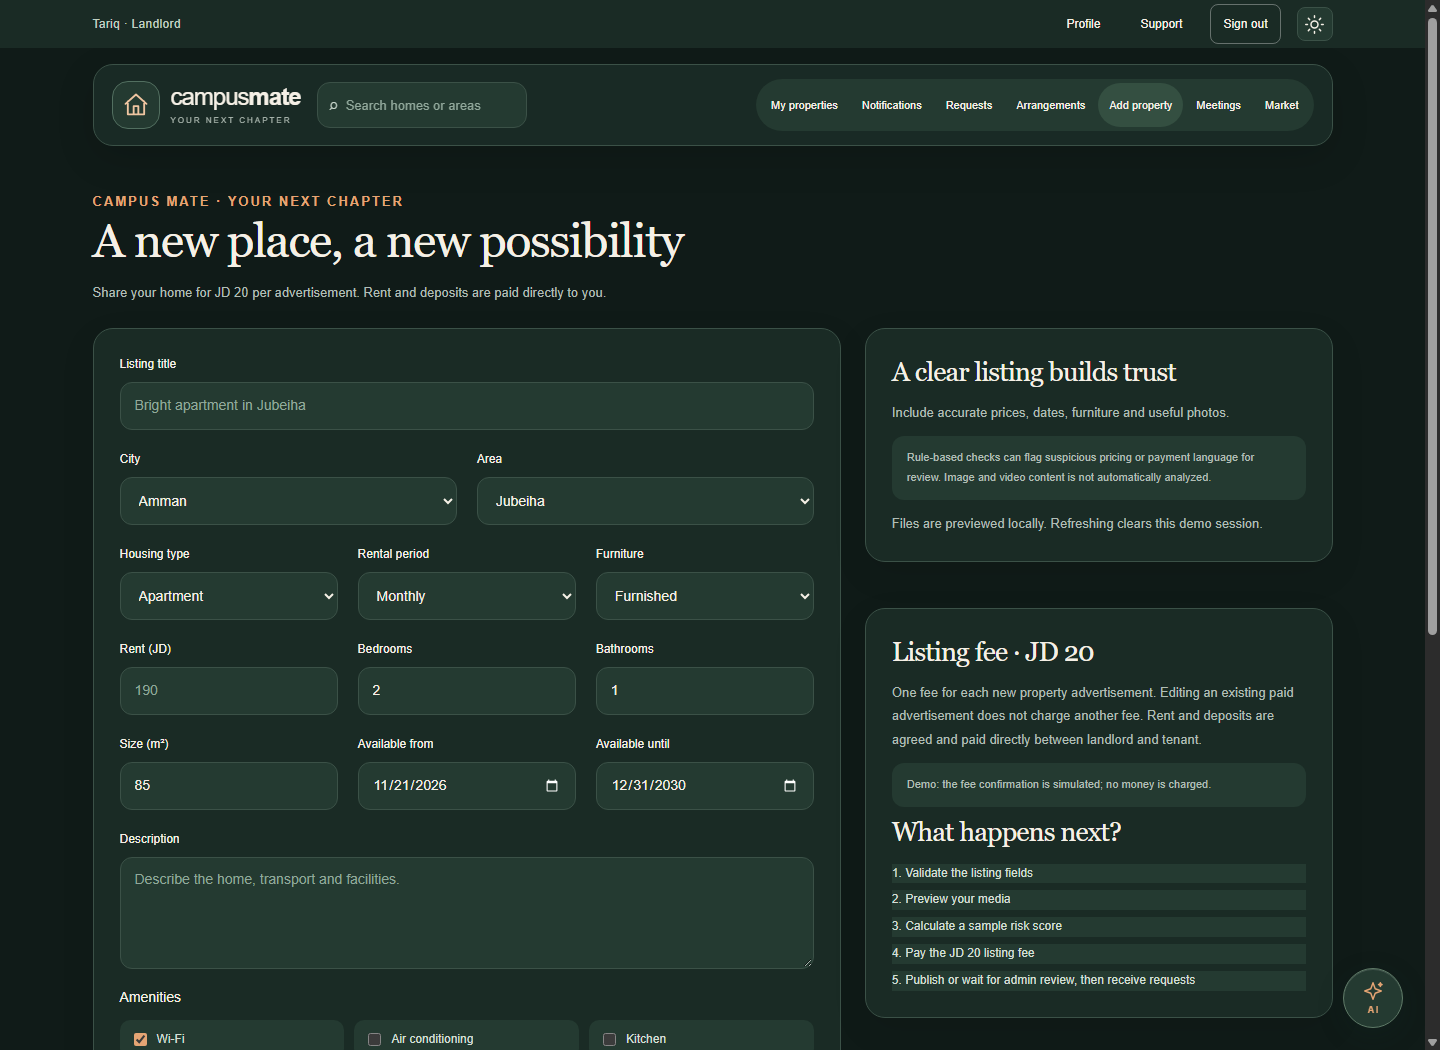 Tariq · Landlord
Profile
Support
Sign out
campusmate
YOUR NEXT CHAPTER
Search homes or areas
My properties
Notifications
Requests
Arrangements
Add property
Meetings
Market
CAMPUS MATE · YOUR NEXT CHAPTER
A new place, a new possibility
Share your home for JD 20 per advertisement. Rent and deposits are paid directly to you.
Listing title
Bright apartment in Jubeiha
City
Area
Amman
Jubeiha
Housing type
Rental period
Furniture
Apartment
Monthly
Furnished
Rent (JD)
Bedrooms
Bathrooms
190
2
1
Size (m²)
Available from
Available until
85
11/21/2026
12/31/2030
Description
Describe the home, transport and facilities.
Amenities
Wi-Fi
Air conditioning
Kitchen
A clear listing builds trust
Include accurate prices, dates, furniture and useful photos.
Rule-based checks can flag suspicious pricing or payment language for
review. Image and video content is not automatically analyzed.
Files are previewed locally. Refreshing clears this demo session.
Listing fee · JD 20
One fee for each new property advertisement. Editing an existing paid
advertisement does not charge another fee. Rent and deposits are
agreed and paid directly between landlord and tenant.
Demo: the fee confirmation is simulated; no money is charged.
What happens next?
1. Validate the listing fields
2. Preview your media
3. Calculate a sample risk score
4. Pay the JD 20 listing fee
5. Publish or wait for admin review, then receive requests
AI